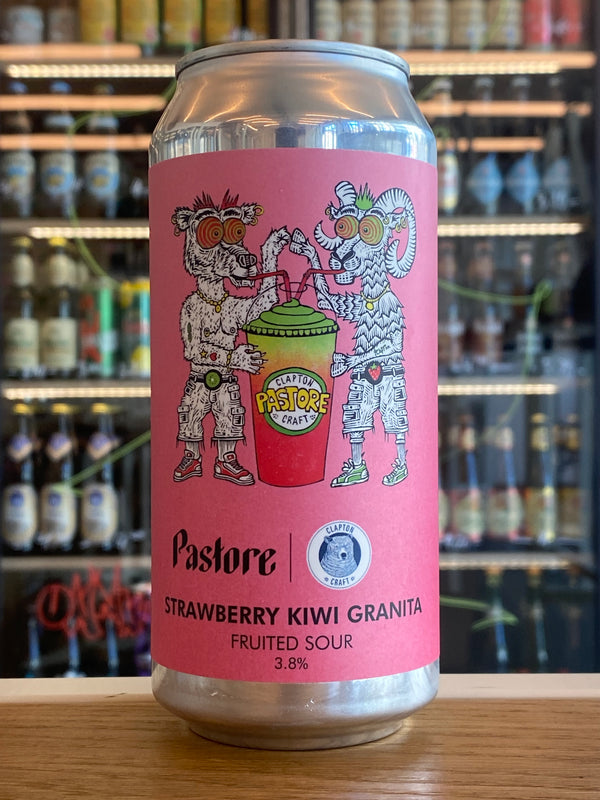 CLAPTON
PASTORE
CRAFT
Pastore
CLAPTON
CRAFT
STRAWBERRY KIWI GRANITA
FRUITED SOUR
3.8%